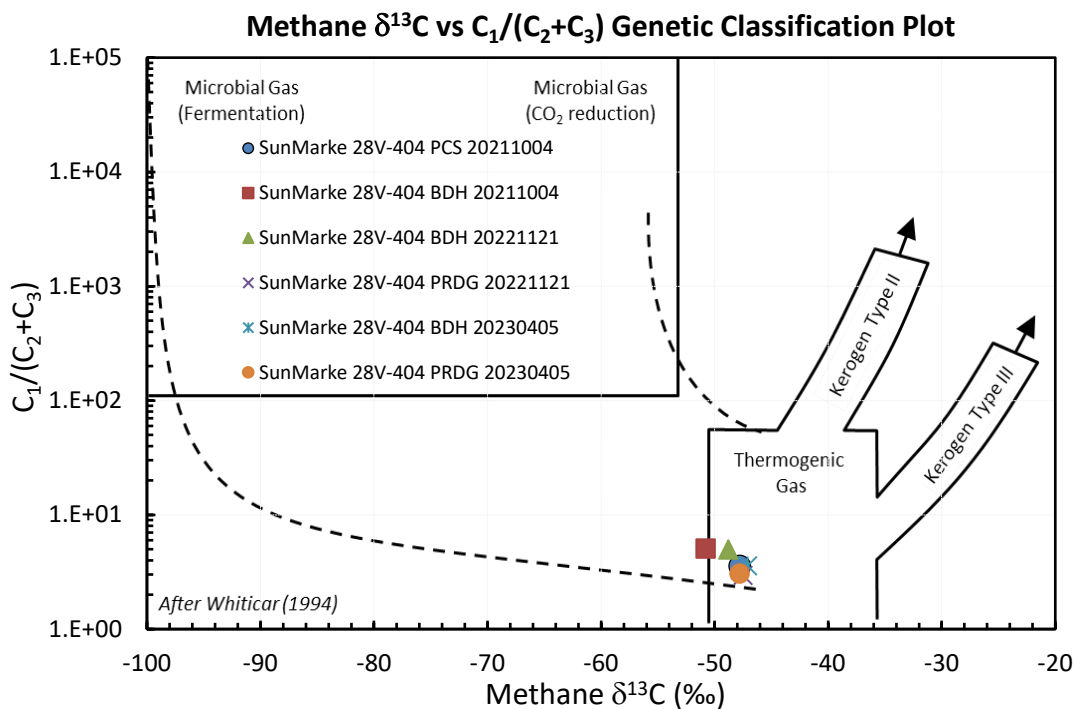 Methane δ¹³C vs C₁/(C₂+C₃) Genetic Classification Plot
C₁/(C₂+C₃)
1.E+05
1.E+04
1.E+03
1.E+02
1.E+01
1.E+00
Microbial Gas
(Fermentation)
Microbial Gas
(CO₂ reduction)
SunMarke 28V-404 PCS 20211004
SunMarke 28V-404 BDH 20211004
SunMarke 28V-404 BDH 20221121
SunMarke 28V-404 PRDG 20221121
SunMarke 28V-404 BDH 20230405
SunMarke 28V-404 PRDG 20230405
Kerogen Type II
Kerogen Type III
Thermogenic
Gas
After Whiticar (1994)
-100 -90 -80 -70 -60 -50 -40 -30 -20
Methane δ¹³C (‰)